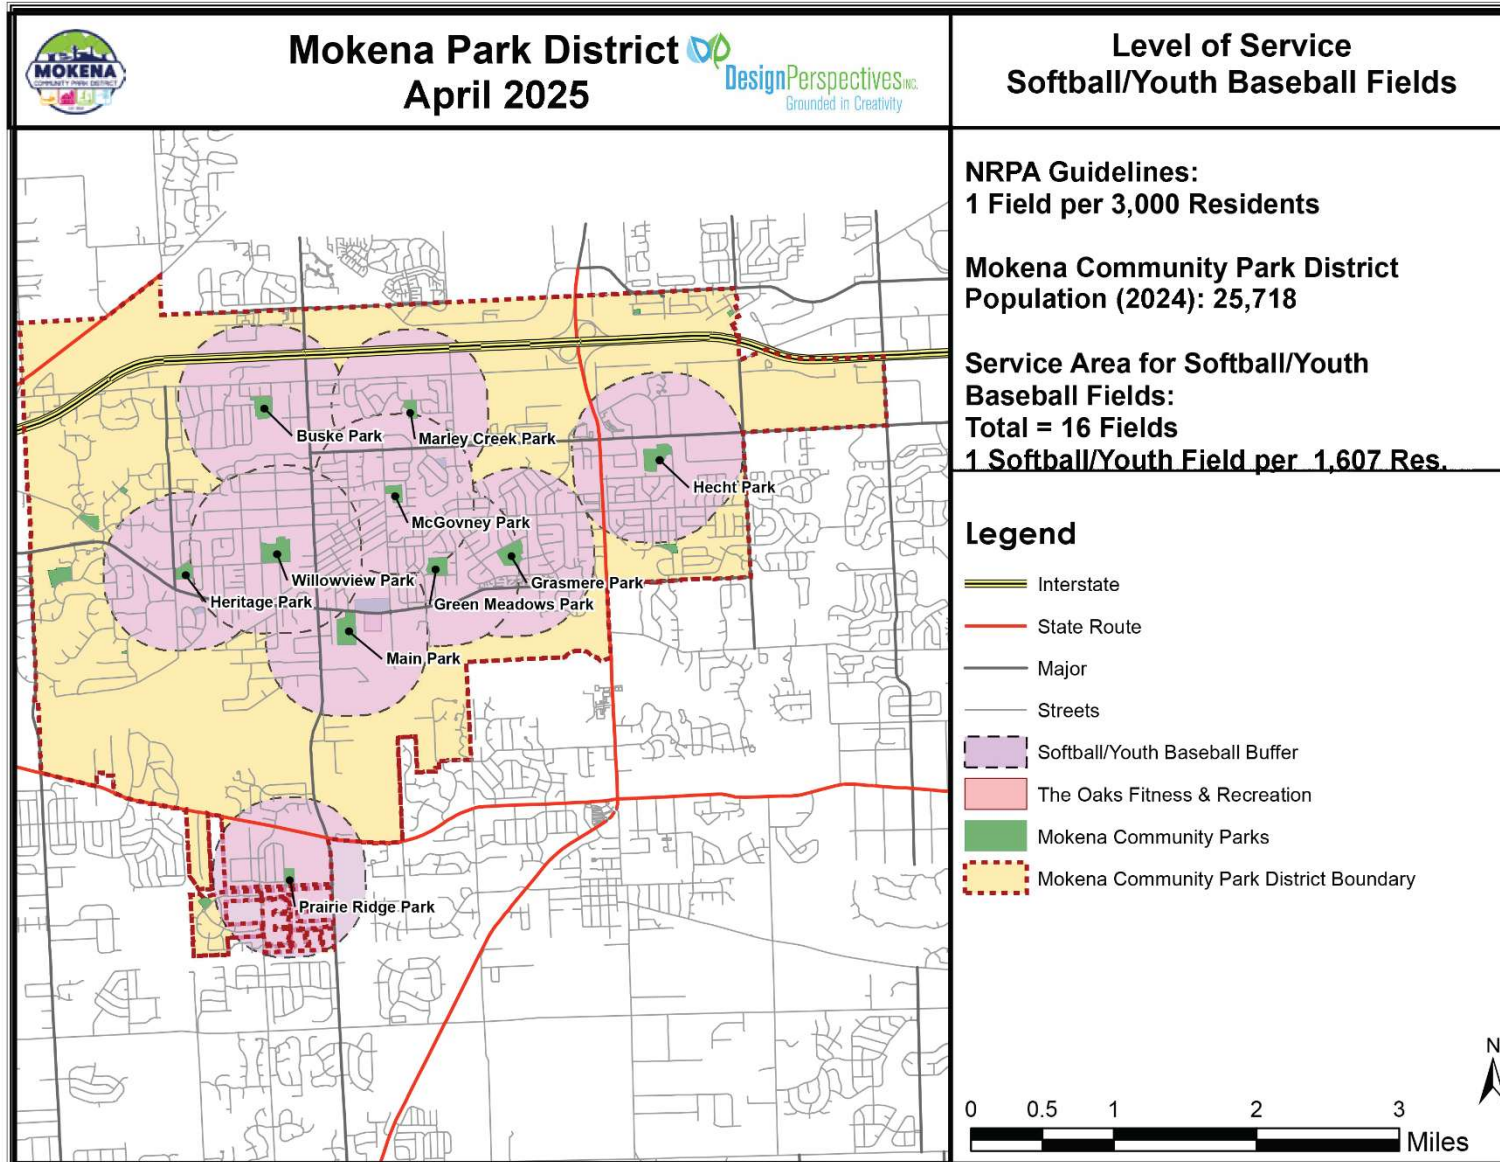 MOKENA
COMMUNITY PARK DISTRICT
Mokena Park District
April 2025
DesignPerspectives INC.
Grounded in Creativity
Level of Service
Softball/Youth Baseball Fields
NRPA Guidelines:
1 Field per 3,000 Residents
Mokena Community Park District
Population (2024): 25,718
Service Area for Softball/Youth
Baseball Fields:
Total = 16 Fields
1 Softball/Youth Field per 1,607 Res.
Buske Park
Marley Creek Park
Hecht Park
McGovney Park
Willowview Park
Grasmere Park
Heritage Park
Green Meadows Park
Main Park
Prairie Ridge Park
Legend
Interstate
State Route
Major
Streets
Softball/Youth Baseball Buffer
The Oaks Fitness & Recreation
Mokena Community Parks
Mokena Community Park District Boundary
N
0 0.5 1 2 3
Miles